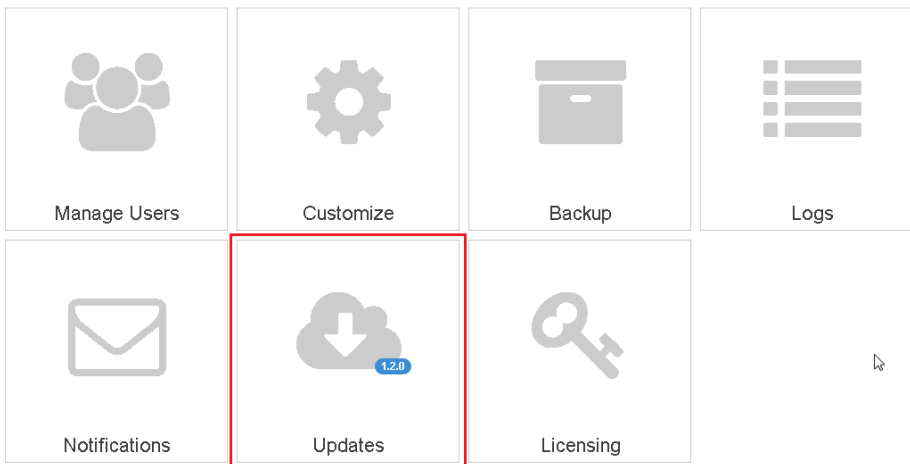 Manage Users
Customize
Backup
Logs
1.2.0
Notifications
Updates
Licensing